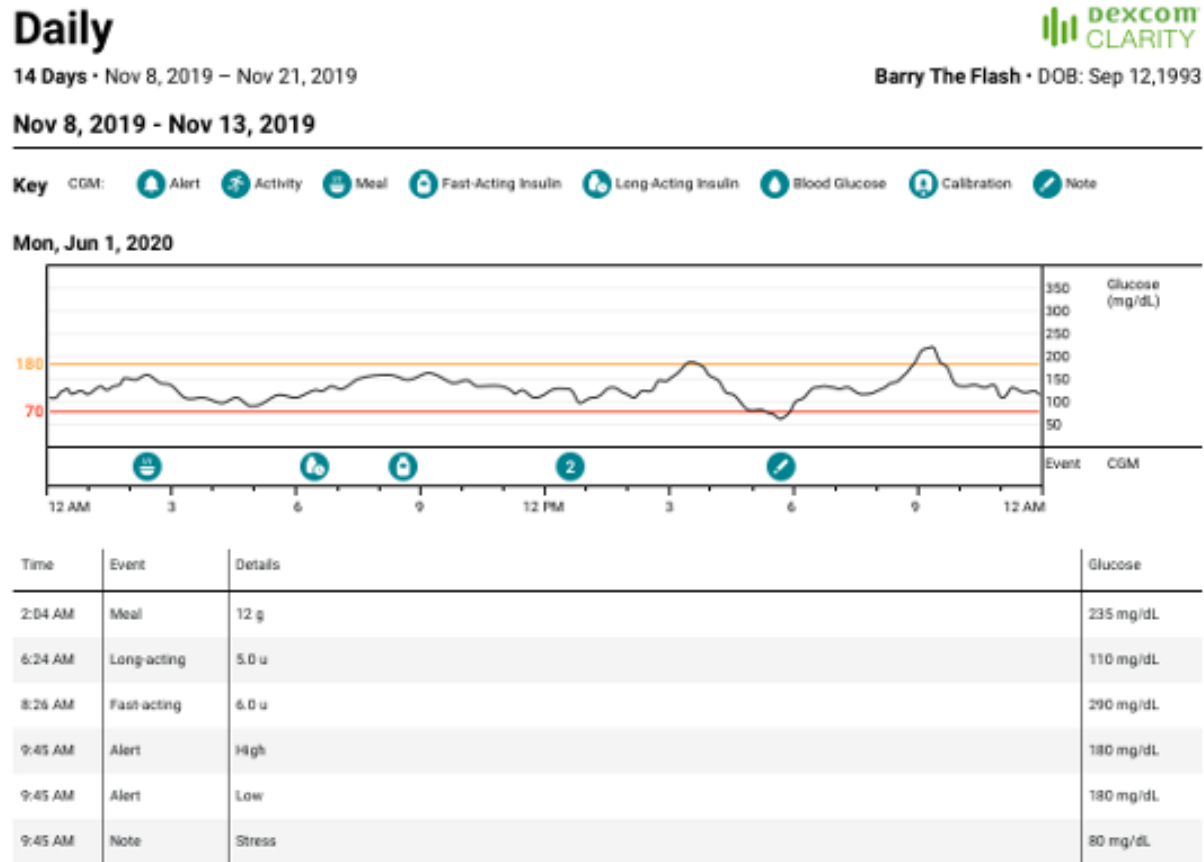 Daily
DEXCOM
CLARITY
14 Days • Nov 8, 2019 – Nov 21, 2019
Barry The Flash • DOB: Sep 12,1993
Nov 8, 2019 - Nov 13, 2019
Key CGM: Alert Activity Meal Fast-Acting Insulin Long-Acting Insulin Blood Glucose Calibration Note
Mon, Jun 1, 2020
Glucose
(mg/dL)
350
300
250
200
180
150
100
70
50
2
Event CGM
12 AM 3 6 9 12 PM 3 6 9 12 AM
Time Event Details Glucose
2:04 AM Meal 12 g 235 mg/dL
6:24 AM Long-acting 5.0 u 110 mg/dL
8:26 AM Fast-acting 6.0 u 290 mg/dL
9:45 AM Alert High 180 mg/dL
9:45 AM Alert Low 180 mg/dL
9:45 AM Note Stress 80 mg/dL